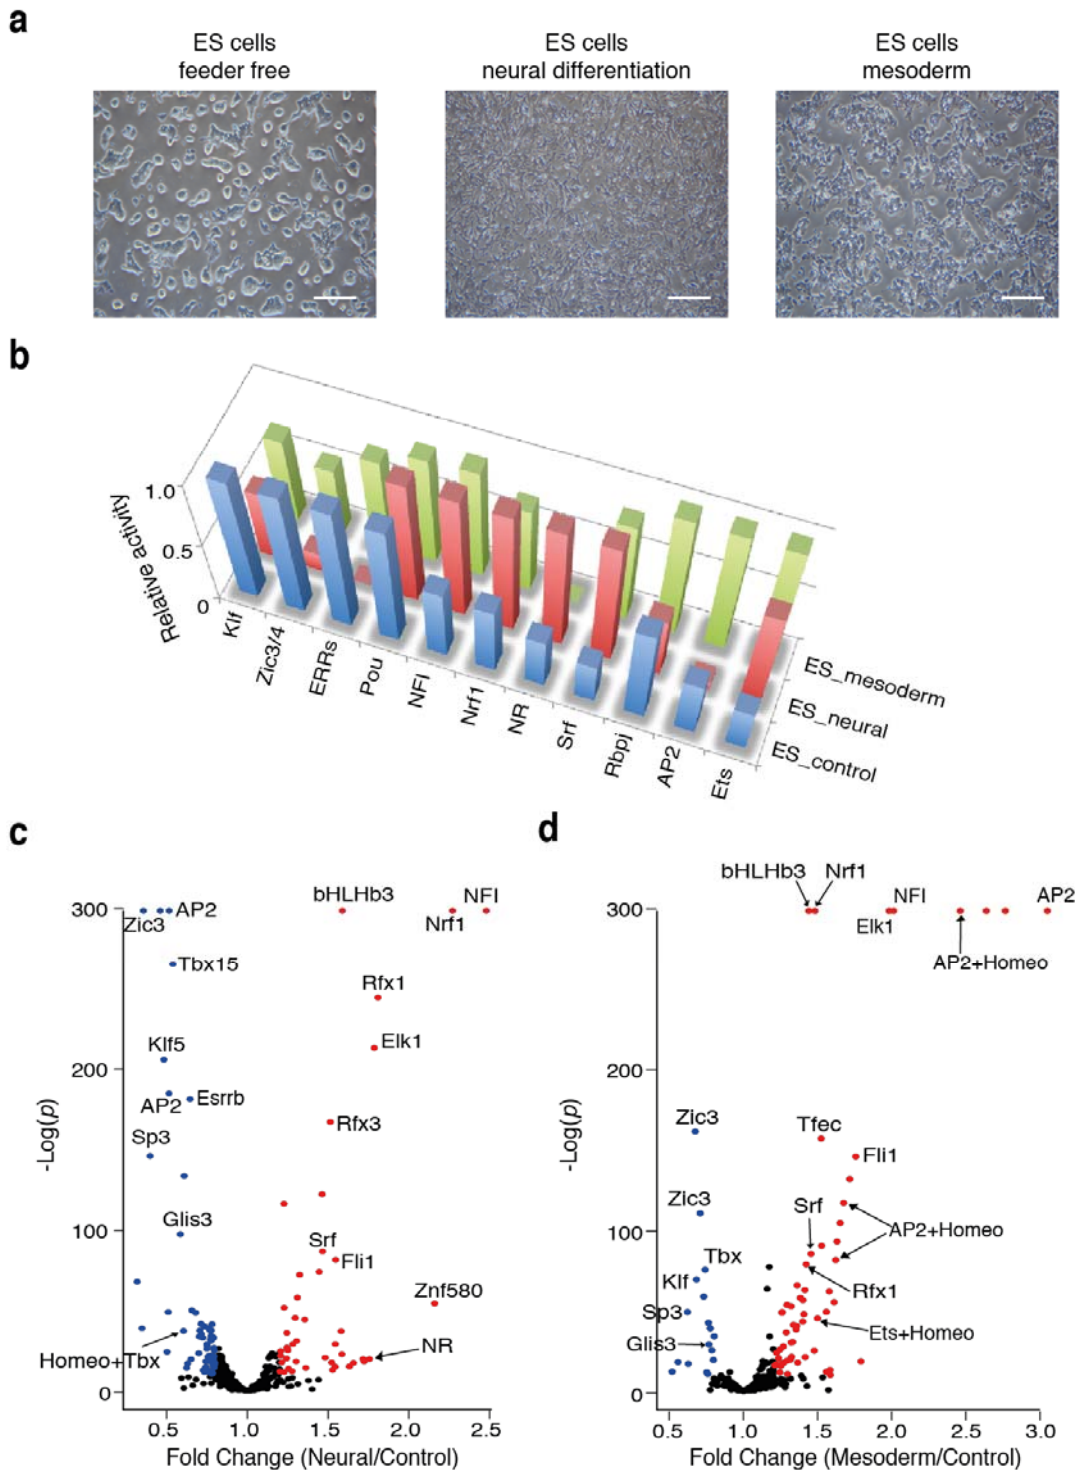 a
ES cells
feeder free
ES cells
neural differentiation
ES cells
mesoderm
b
Relative activity
1.0
0.5
0
Klf
Zic3/4
ERRs
Pou
NFI
Nrf1
NR
Srf
Rbpj
AP2
Ets
ES_mesoderm
ES_neural
ES_control
c
300
200
100
0
-Log(p)
Zic3
AP2
Tbx15
Klf5
AP2
Esrrb
Sp3
Glis3
Homeo+Tbx
bHLHb3
NFI
Nrf1
Rfx1
Elk1
Rfx3
Srf
Fli1
Znf580
NR
0.5
1.0
1.5
2.0
2.5
Fold Change (Neural/Control)
d
300
200
100
0
-Log(p)
bHLHb3
Nrf1
NFI
Elk1
AP2
AP2+Homeo
Zic3
Tfec
Fli1
Zic3
Srf
AP2+Homeo
Tbx
Klf
Rfx1
Sp3
Ets+Homeo
Glis3
0.5
1.0
1.5
2.0
2.5
3.0
Fold Change (Mesoderm/Control)